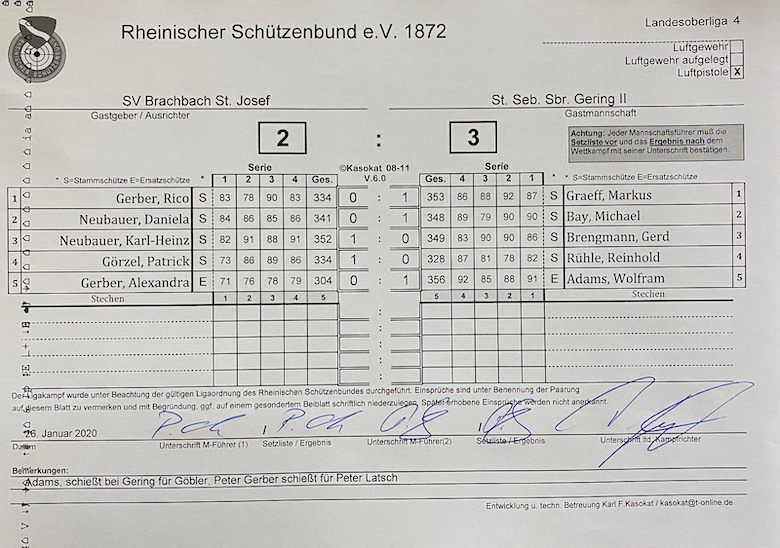 Rheinischer Schützenbund e.V. 1872
Landesoberliga 4
Luftgewehr
Luftgewehr aufgelegt
Luftpistole X
SV Brachbach St. Josef
St. Seb. Sbr. Gering II
Gastgeber / Ausrichter
Gastmannschaft
2 : 3
Achtung: Jeder Mannschaftsführer muß die
Setzliste vor und das Ergebnis nach dem
Wettkampf mit seiner Unterschrift bestätigen.
Serie ©Kasokat 08-11 Serie
* S=Stammschütze E=Ersatzschütze * 1 2 3 4 Ges. V.6.0 Ges. 4 3 2 1 * * S=Stammschütze E=Ersatzschütze
1 Gerber, Rico S 83 78 90 83 334 0 : 1 353 86 88 92 87 S Graeff, Markus 1
2 Neubauer, Daniela S 84 86 85 86 341 0 : 1 348 89 79 90 90 S Bay, Michael 2
3 Neubauer, Karl-Heinz S 82 91 88 91 352 1 : 0 349 83 90 90 86 S Brengmann, Gerd 3
4 Görzel, Patrick S 73 86 89 86 334 1 : 0 328 87 81 78 82 S Rühle, Reinhold 4
5 Gerber, Alexandra E 71 76 78 79 304 0 : 1 356 92 85 88 91 E Adams, Wolfram 5
Stechen 1 2 3 4 5 : 5 4 3 2 1 Stechen
:
:
:
:
Der Ligakampf wurde unter Beachtung der gültigen Ligaordnung des Rheinischen Schützenbundes durchgeführt. Einsprüche sind unter Benennung der Paarung
auf diesem Blatt zu vermerken und mit Begründung, ggf. auf einem gesondertem Beiblatt schriftlich niederzulegen. Später erhobene Einsprüche werden nicht anerkannt.
26. Januar 2020
Datum Unterschrift M-Führer (1) Setzliste / Ergebnis Unterschrift M-Führer(2) Setzliste / Ergebnis Unterschrift ltd. Kampfrichter
Bemerkungen:
Adams, schießt bei Gering für Göbler, Peter Gerber schießt für Peter Latsch
Entwicklung u. techn. Betreuung Karl F.Kasokat / kasokat@t-online.de